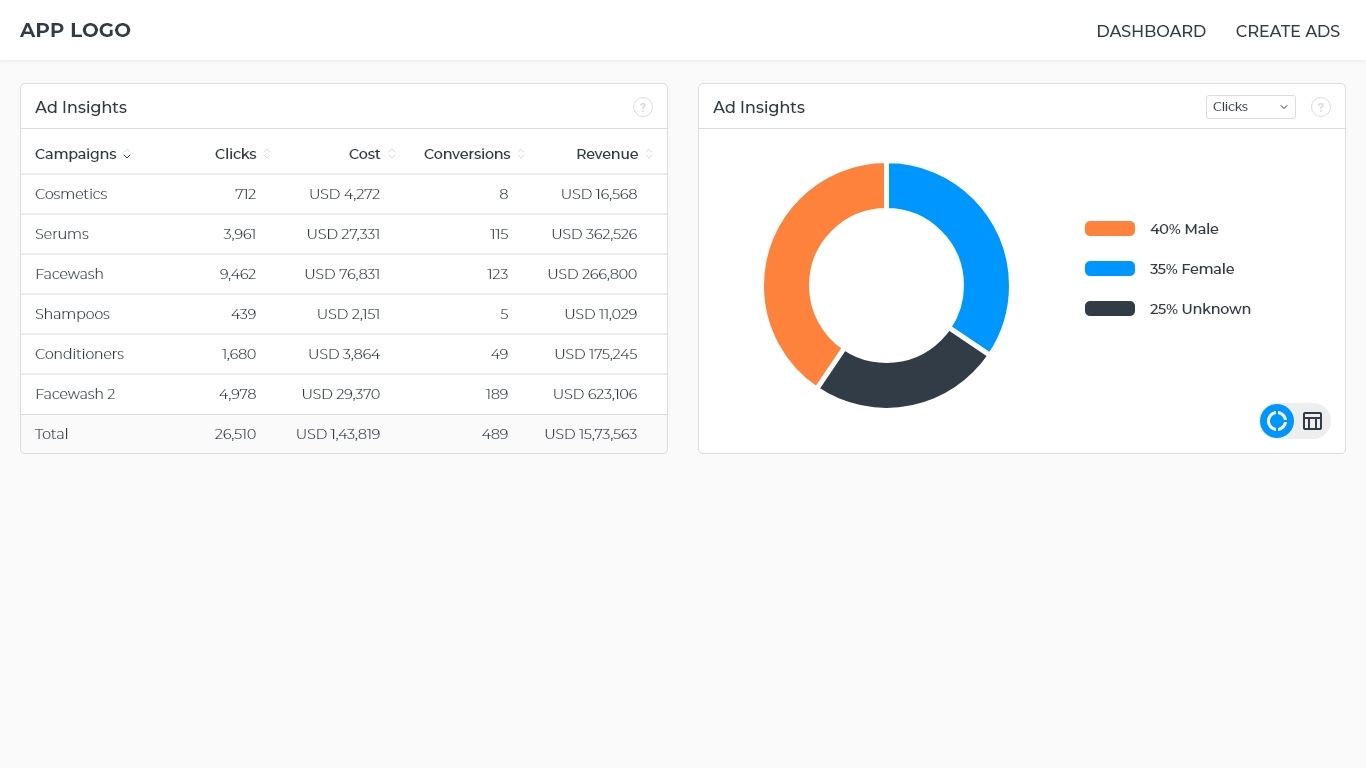 APP LOGO
DASHBOARD CREATE ADS
Ad Insights ?
Campaigns Clicks Cost Conversions Revenue
Cosmetics 712 USD 4,272 8 USD 16,568
Serums 3,961 USD 27,331 115 USD 362,526
Facewash 9,462 USD 76,831 123 USD 266,800
Shampoos 439 USD 2,151 5 USD 11,029
Conditioners 1,680 USD 3,864 49 USD 175,245
Facewash 2 4,978 USD 29,370 189 USD 623,106
Total 26,510 USD 1,43,819 489 USD 15,73,563
Ad Insights Clicks ?
40% Male
35% Female
25% Unknown